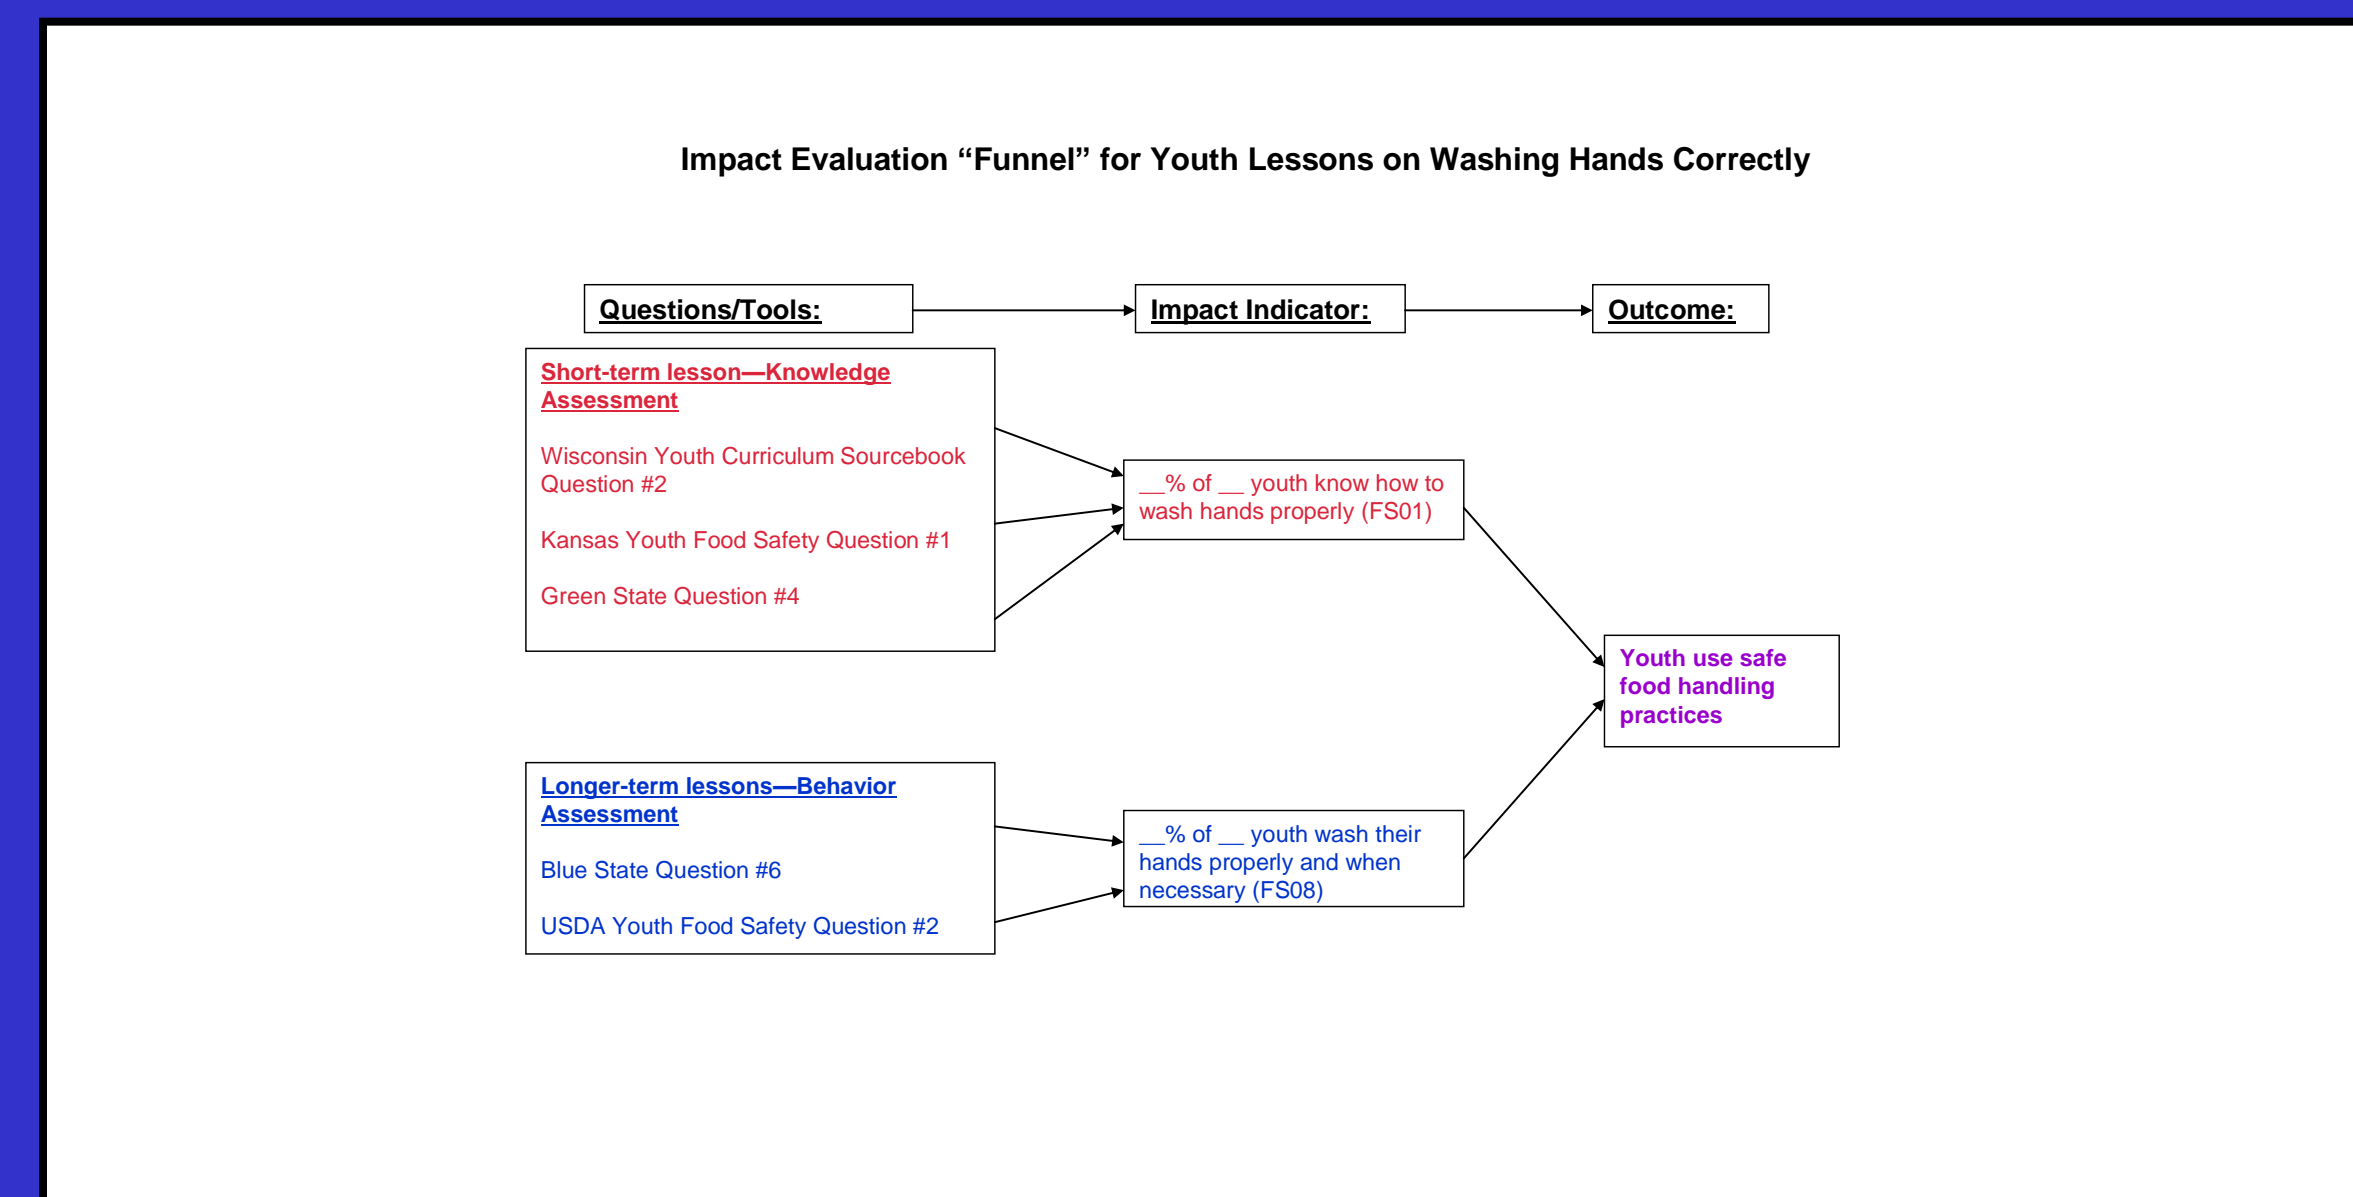 Impact Evaluation “Funnel” for Youth Lessons on Washing Hands Correctly
Questions/Tools:
Impact Indicator:
Outcome:
Short-term lesson—Knowledge
Assessment
Wisconsin Youth Curriculum Sourcebook
Question #2
Kansas Youth Food Safety Question #1
Green State Question #4
__% of __ youth know how to
wash hands properly (FS01)
Youth use safe
food handling
practices
Longer-term lessons—Behavior
Assessment
Blue State Question #6
USDA Youth Food Safety Question #2
__% of __ youth wash their
hands properly and when
necessary (FS08)